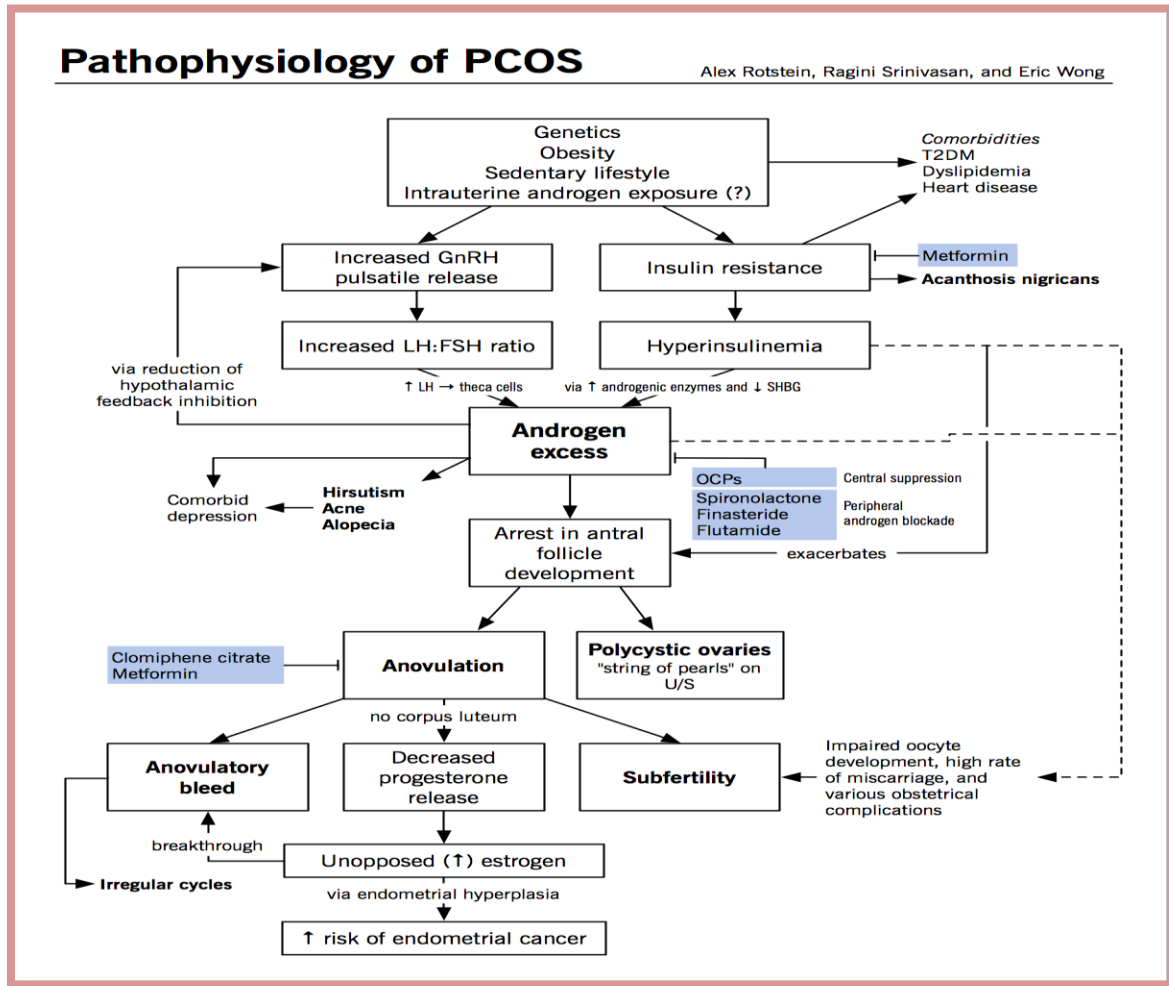 Pathophysiology of PCOS
Alex Rotstein, Ragini Srinivasan, and Eric Wong
Genetics
Obesity
Sedentary lifestyle
Intrauterine androgen exposure (?)
Comorbidities
T2DM
Dyslipidemia
Heart disease
Increased GnRH
pulsatile release
Insulin resistance
Metformin
Acanthosis nigricans
Increased LH:FSH ratio
Hyperinsulinemia
via reduction of
hypothalamic
feedback inhibition
↑ LH → theca cells
via ↑ androgenic enzymes and ↓ SHBG
Androgen
excess
OCPs
Central suppression
Spironolactone
Finasteride
Flutamide
Peripheral
androgen blockade
Comorbid
depression
Hirsutism
Acne
Alopecia
Arrest in antral
follicle
development
exacerbates
Clomiphene citrate
Metformin
Anovulation
Polycystic ovaries
"string of pearls" on
U/S
no corpus luteum
Anovulatory
bleed
Decreased
progesterone
release
Subfertility
Impaired oocyte
development, high rate
of miscarriage, and
various obstetrical
complications
breakthrough
Unopposed (↑) estrogen
Irregular cycles
via endometrial hyperplasia
↑ risk of endometrial cancer